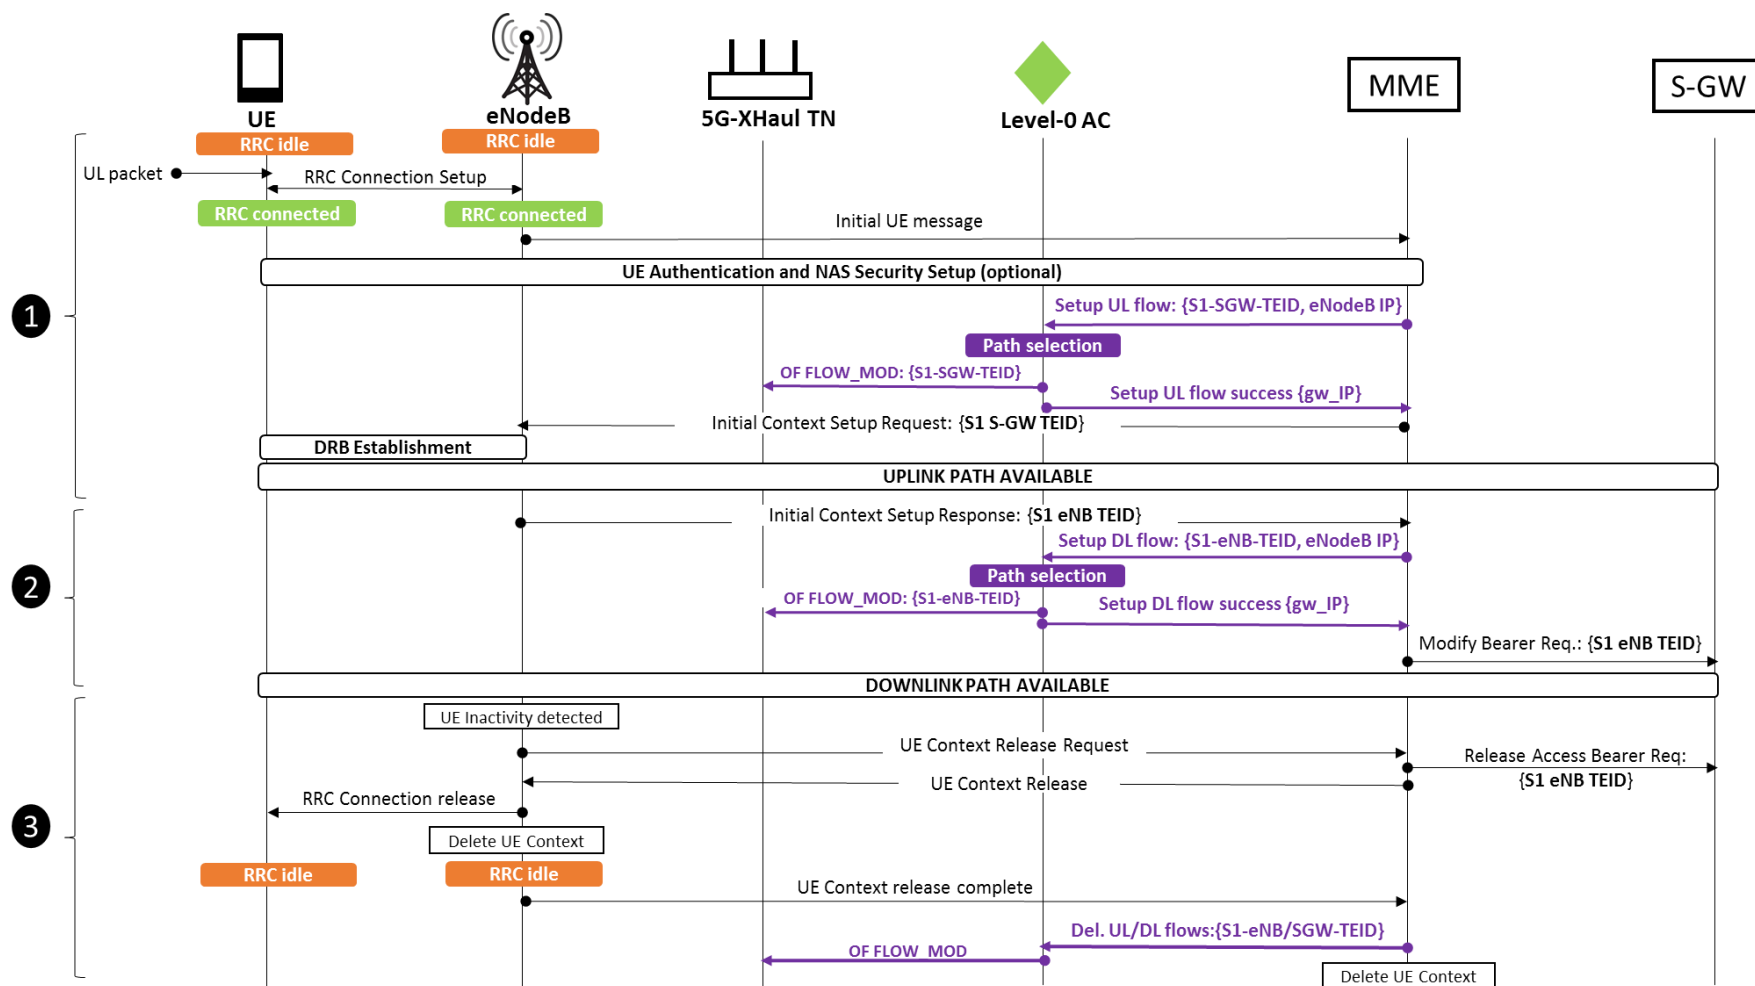 UE
eNodeB
5G-XHaul TN
Level-0 AC
MME
S-GW
RRC idle
RRC idle
UL packet
RRC Connection Setup
RRC connected
RRC connected
Initial UE message
UE Authentication and NAS Security Setup (optional)
1
Setup UL flow: {S1-SGW-TEID, eNodeB IP}
Path selection
OF FLOW_MOD: {S1-SGW-TEID}
Setup UL flow success {gw_IP}
Initial Context Setup Request: {S1 S-GW TEID}
DRB Establishment
UPLINK PATH AVAILABLE
Initial Context Setup Response: {S1 eNB TEID}
Setup DL flow: {S1-eNB-TEID, eNodeB IP}
2
Path selection
OF FLOW_MOD: {S1-eNB-TEID}
Setup DL flow success {gw_IP}
Modify Bearer Req.: {S1 eNB TEID}
DOWNLINK PATH AVAILABLE
UE Inactivity detected
UE Context Release Request
Release Access Bearer Req:
{S1 eNB TEID}
UE Context Release
RRC Connection release
3
Delete UE Context
RRC idle
RRC idle
UE Context release complete
Del. UL/DL flows:{S1-eNB/SGW-TEID}
OF FLOW_MOD
Delete UE Context